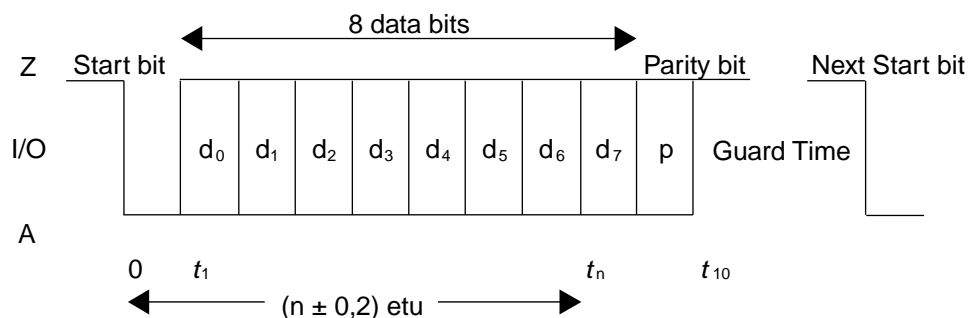 8 data bits
Z Start bit Parity bit Next Start bit
I/O d0 d1 d2 d3 d4 d5 d6 d7 p Guard Time
A
0 t1 tn t10
(n ± 0,2) etu